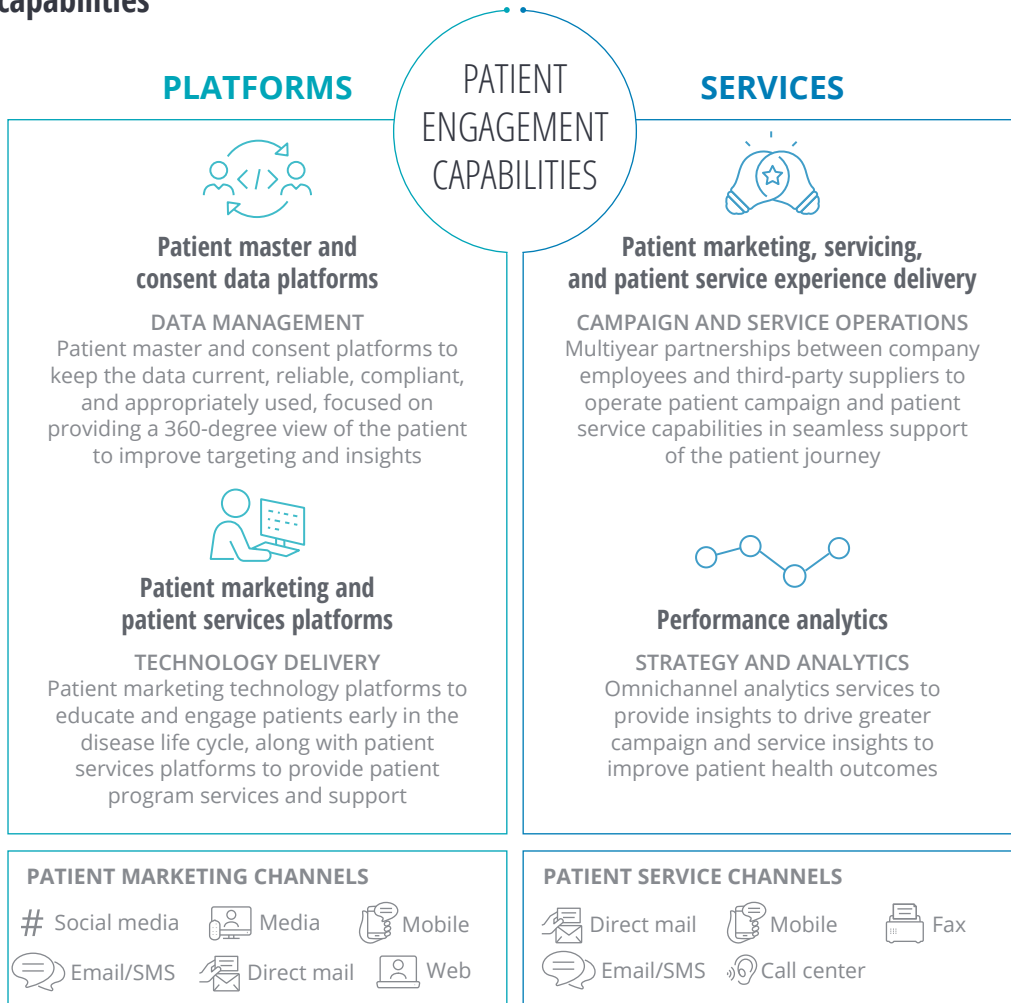 capabilities
PATIENT
ENGAGEMENT
CAPABILITIES
PLATFORMS
Patient master and
consent data platforms
DATA MANAGEMENT
Patient master and consent platforms to
keep the data current, reliable, compliant,
and appropriately used, focused on
providing a 360-degree view of the patient
to improve targeting and insights
Patient marketing and
patient services platforms
TECHNOLOGY DELIVERY
Patient marketing technology platforms to
educate and engage patients early in the
disease life cycle, along with patient
services platforms to provide patient
program services and support
SERVICES
Patient marketing, servicing,
and patient service experience delivery
CAMPAIGN AND SERVICE OPERATIONS
Multiyear partnerships between company
employees and third-party suppliers to
operate patient campaign and patient
service capabilities in seamless support
of the patient journey
Performance analytics
STRATEGY AND ANALYTICS
Omnichannel analytics services to
provide insights to drive greater
campaign and service insights to
improve patient health outcomes
PATIENT MARKETING CHANNELS
# Social media Media Mobile
Email/SMS Direct mail Web
PATIENT SERVICE CHANNELS
Direct mail Mobile Fax
Email/SMS Call center